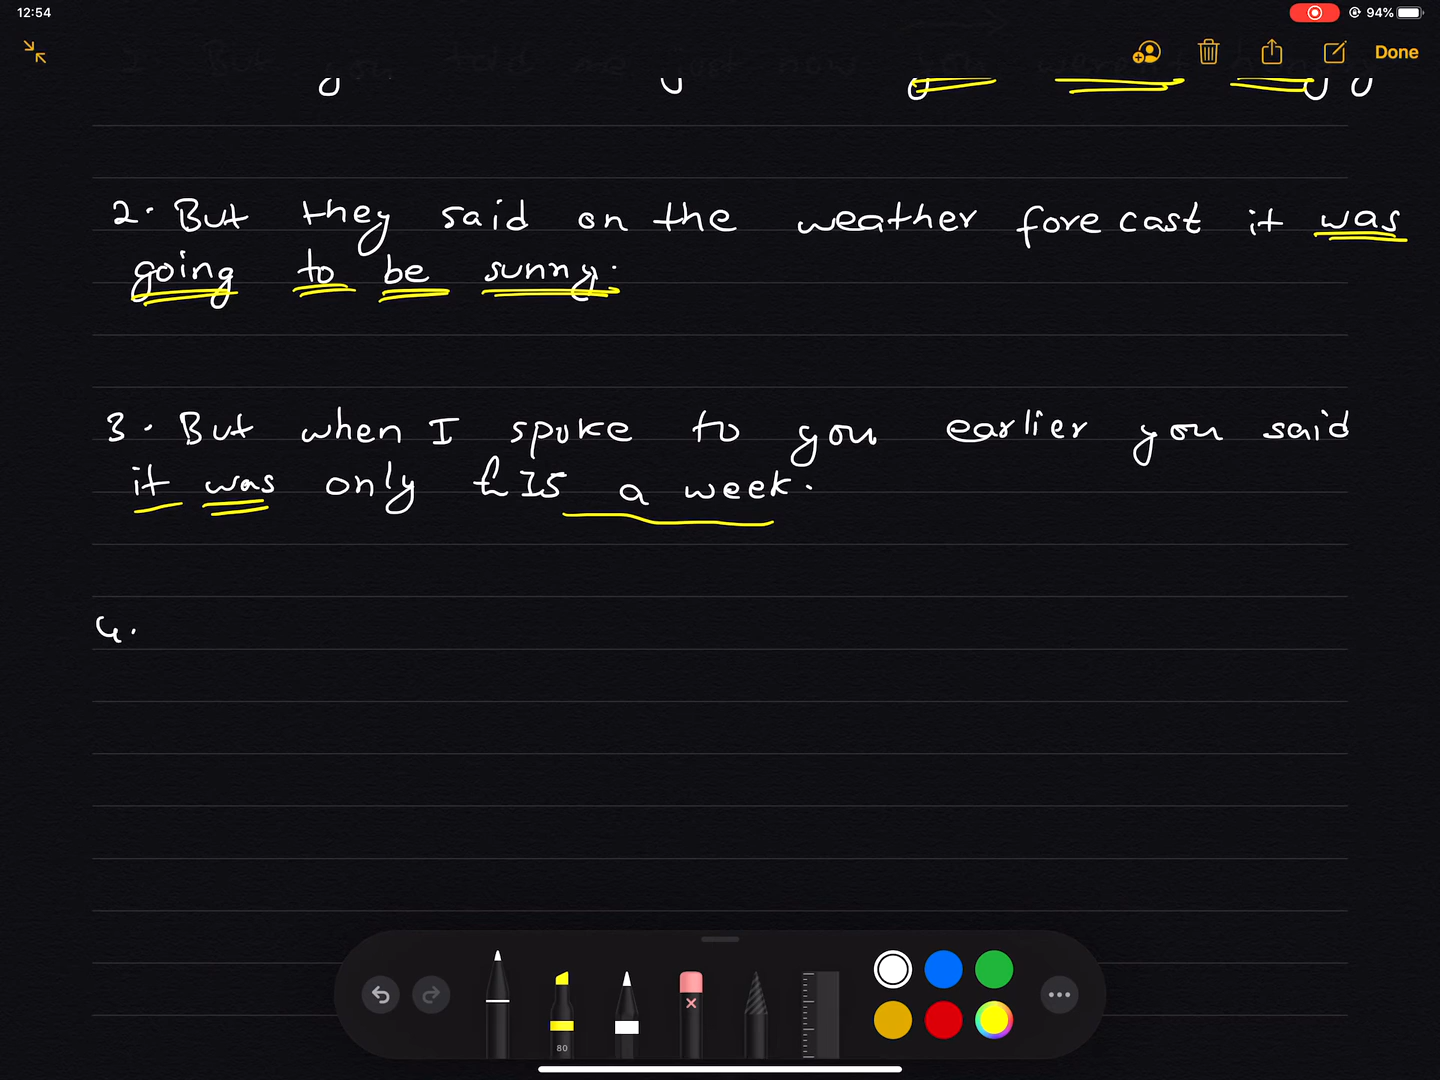 12:54
94%
Done
2. But they said on the weather forecast it was
going to be sunny.
3. But when I spoke to you earlier you said
it was only £15 a week.
4.
80